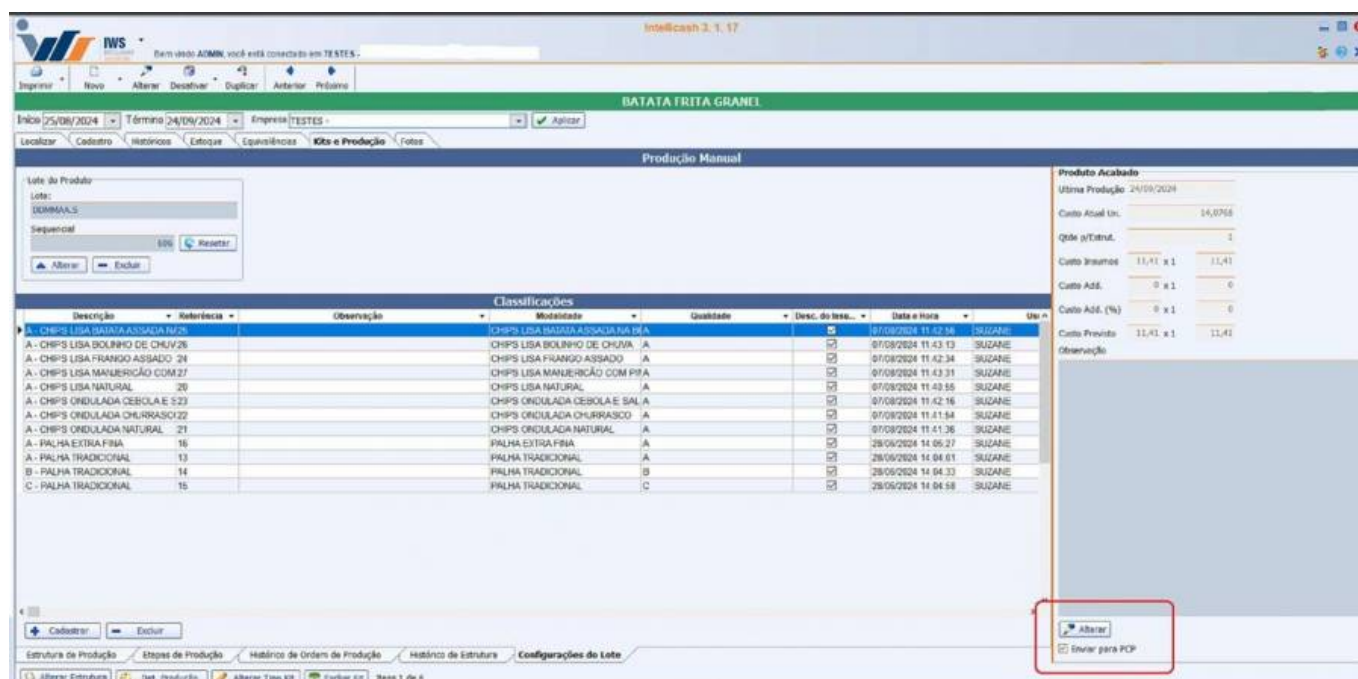 Intellicash 3. 1. 17
IWS
Bem vindo ADMIN, você está conectado em TESTES -
Imprimir Novo Alterar Desativar Duplicar Anterior Próximo
BATATA FRITA GRANEL
Início 25/08/2024 Término 24/09/2024 Empresa TESTES - Aplicar
Localizar Cadastro Históricos Estoque Equivalências Kits e Produção Fotos
Produção Manual
Lote do Produto
Lote:
DDMMAA.S
Sequencial
606 Resetar
Alterar Excluir
Produto Acabado
Ultima Produção 24/09/2024
Custo Atual Un. 14,0768
Qtde p/Estrut. 1
Custo Insumos 11,41 x 1 11,41
Custo Add. 0 x 1 0
Custo Add. (%) 0 x 1 0
Custo Previsto 11,41 x 1 11,41
Observação
Classificações
Descrição Referência Observação Modalidade Qualidade Desc. do tesa... Data e Hora
A - CHIPS LISA BATATA ASSADA NA 25 CHIPS LISA BATATA ASSADA NA B A 07/08/2024 11:42:56 SUZANE
A - CHIPS LISA BOLINHO DE CHUV 26 CHIPS LISA BOLINHO DE CHUVA A 07/08/2024 11:43:13 SUZANE
A - CHIPS LISA FRANGO ASSADO 24 CHIPS LISA FRANGO ASSADO A 07/08/2024 11:42:34 SUZANE
A - CHIPS LISA MANJERICÃO COM 27 CHIPS LISA MANJERICÃO COM P A 07/08/2024 11:43:31 SUZANE
A - CHIPS LISA NATURAL 20 CHIPS LISA NATURAL A 07/08/2024 SUZANE
A - CHIPS ONDULADA CEBOLA E S 23 CHIPS ONDULADA CEBOLA E SAL A 07/08/2024 11:42:16 SUZANE
A - CHIPS ONDULADA CHURRASCO 22 CHIPS ONDULADA CHURRASCO A 07/08/2024 11:41:54 SUZANE
A - CHIPS ONDULADA NATURAL 21 CHIPS ONDULADA NATURAL A 07/08/2024 11:41:36 SUZANE
A - PALHA EXTRA FINA 16 PALHA EXTRA FINA A 28/06/2024 14:05:27 SUZANE
A - PALHA TRADICIONAL 13 PALHA TRADICIONAL A 28/06/2024 14:04:01 SUZANE
B - PALHA TRADICIONAL 14 PALHA TRADICIONAL B 28/06/2024 14:04:33 SUZANE
C - PALHA TRADICIONAL 15 PALHA TRADICIONAL C 28/06/2024 14:04:58 SUZANE
Cadastrar Excluir
Alterar
Enviar para PCP
Estrutura de Produção Etapas de Produção Histórico de Ordem de Produção Histórico de Estrutura Configurações do Lote
Alterar Estrutura Det. Produção Alterar Tipo Kit